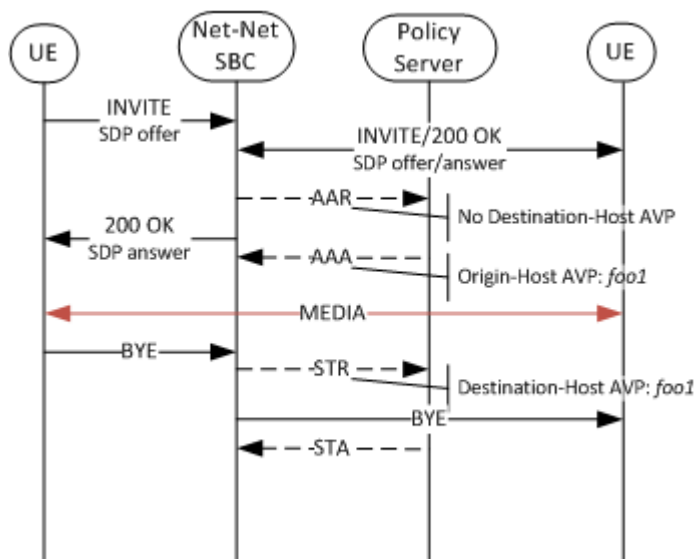 UE
Net-Net
SBC
Policy
Server
UE
INVITE
SDP offer
INVITE/200 OK
SDP offer/answer
AAR
No Destination-Host AVP
200 OK
SDP answer
AAA
Origin-Host AVP: foo1
MEDIA
BYE
STR
Destination-Host AVP: foo1
BYE
STA